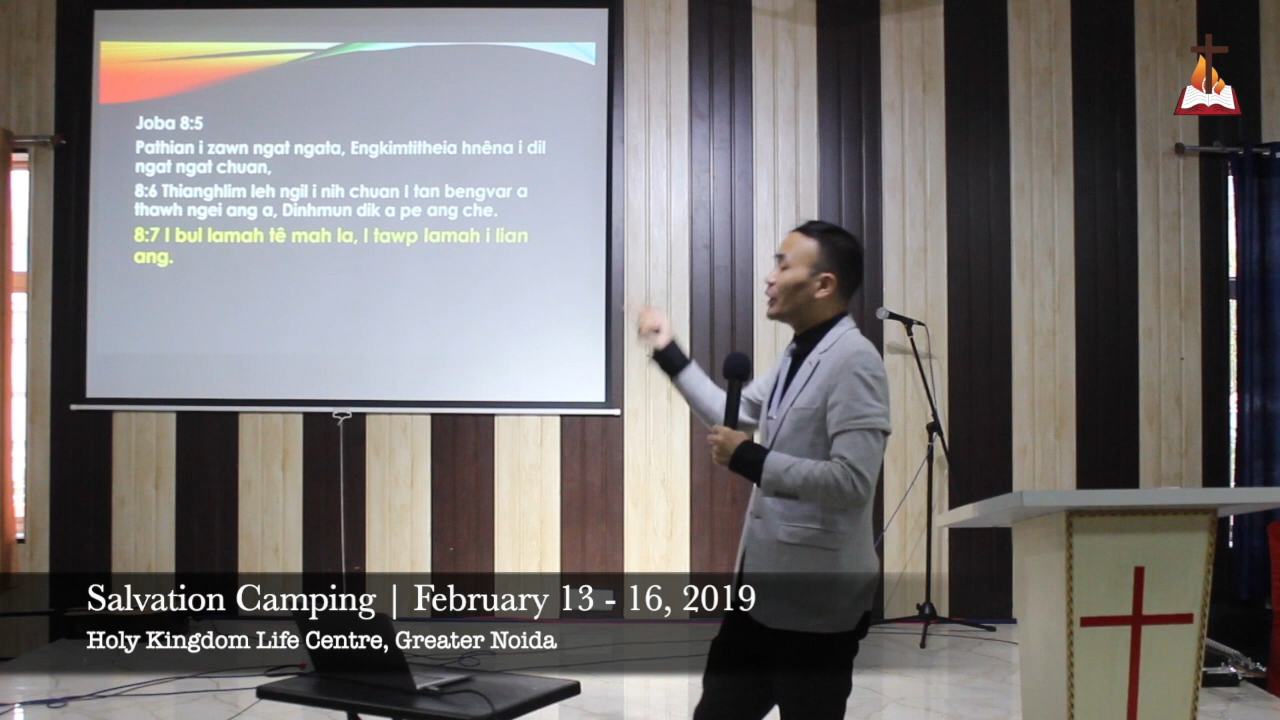 Joba 8:5
Pathian i zawn ngat ngata, Engkimtitheia hnêna i dil
ngat ngat chuan,
8:6 Thianghlim leh ngil i nih chuan I tan bengvar a
thawh ngei ang a, Dinhmun dik a pe ang che.
8:7 I bul lamah tê mah la, I tawp lamah i lian
ang.
Salvation Camping | February 13 - 16, 2019
Holy Kingdom Life Centre, Greater Noida